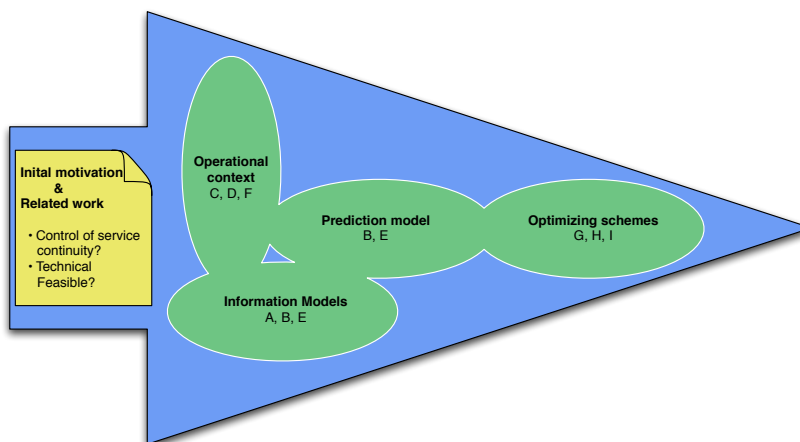 Inital motivation
&
Related work
• Control of service
continuity?
• Technical
Feasible?
Operational
context
C, D, F
Prediction model
B, E
Optimizing schemes
G, H, I
Information Models
A, B, E